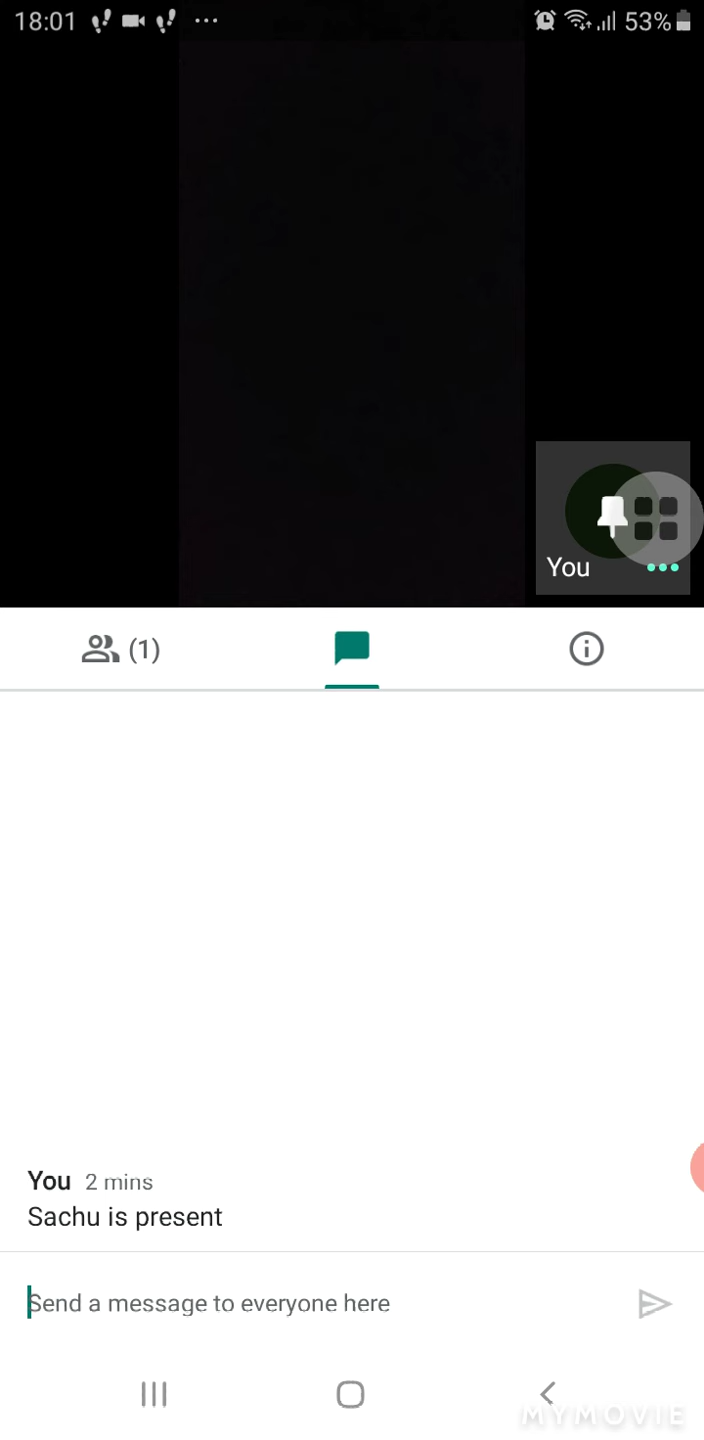 18:01 53%
You
(1)
You 2 mins
Sachu is present
Send a message to everyone here
MYMOVIE